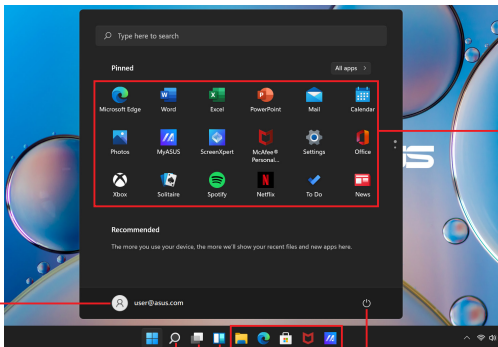 Type here to search
Pinned
All apps >
Microsoft Edge Word Excel PowerPoint Mail Calendar
Photos MyASUS ScreenXpert McAfee® Personal... Settings Office
Xbox Solitaire Spotify Netflix To Do News
Recommended
The more you use your device, the more we'll show your recent files and new apps here.
user@asus.com